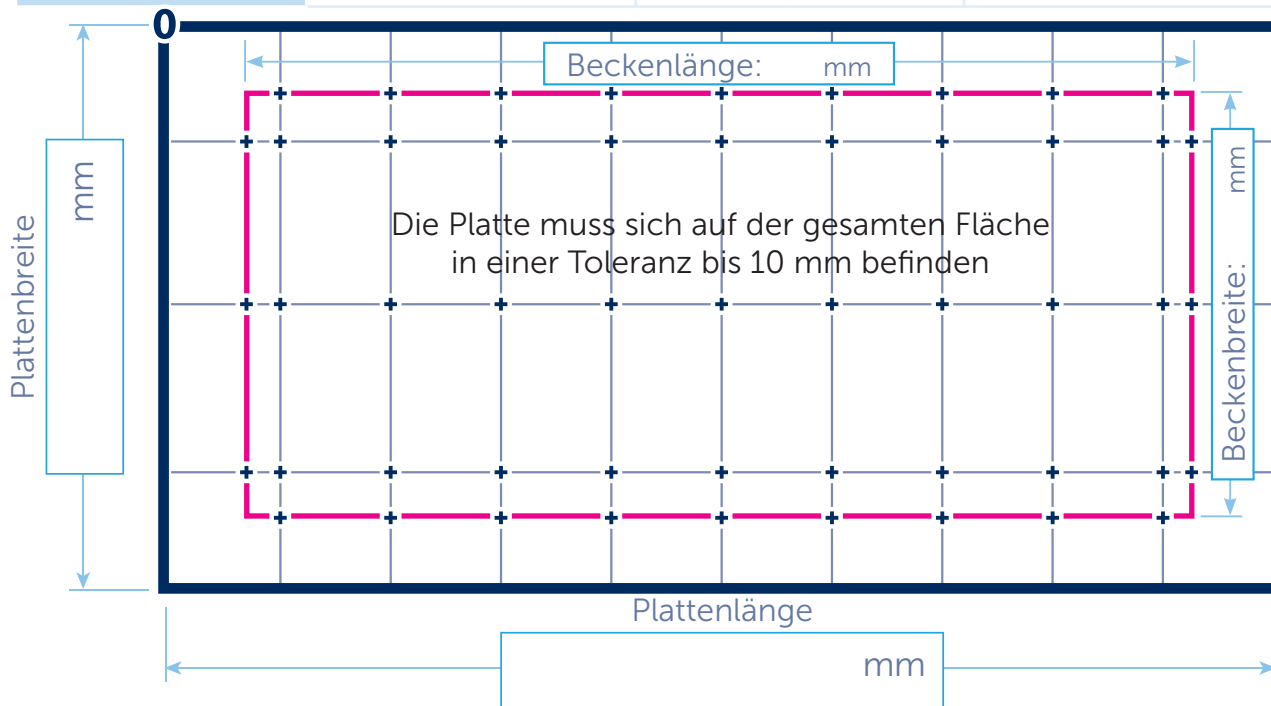 0
Beckenlänge: mm
Plattenbreite
mm
Die Platte muss sich auf der gesamten Fläche
in einer Toleranz bis 10 mm befinden
Beckenbreite: mm
Plattenlänge
mm